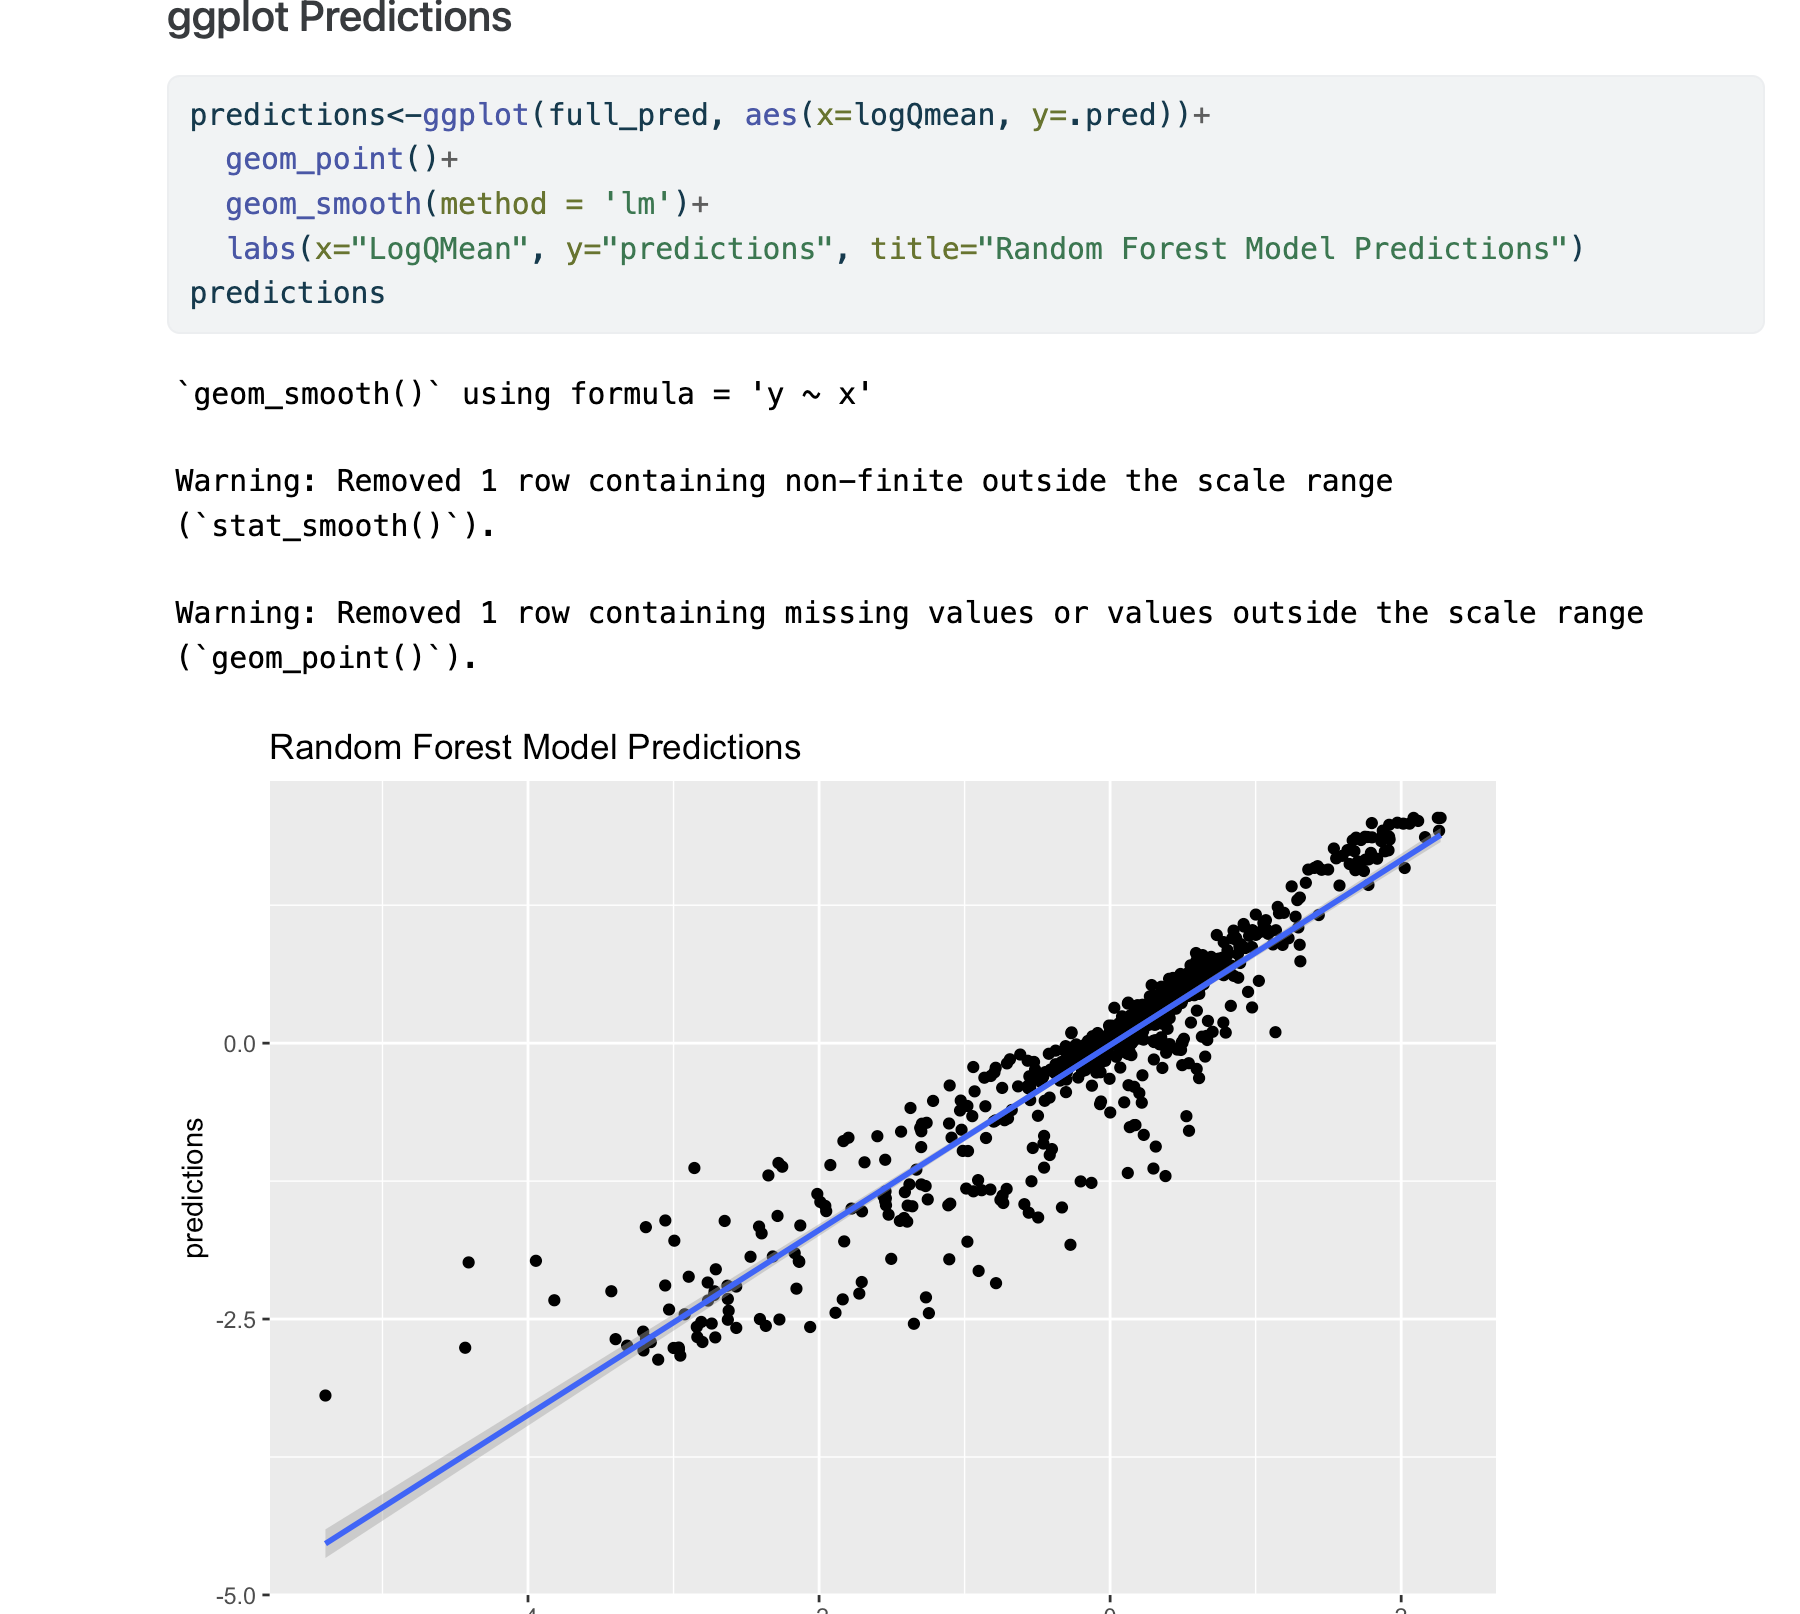 ggplot Predictions
predictions<-ggplot(full_pred, aes(x=logQmean, y=.pred))+
  geom_point()+
  geom_smooth(method = 'lm')+
  labs(x="LogQMean", y="predictions", title="Random Forest Model Predictions")
predictions
`geom_smooth()` using formula = 'y ~ x'
Warning: Removed 1 row containing non-finite outside the scale range
(`stat_smooth()`).
Warning: Removed 1 row containing missing values or values outside the scale range
(`geom_point()`).
Random Forest Model Predictions
0.0
predictions
-2.5
-5.0